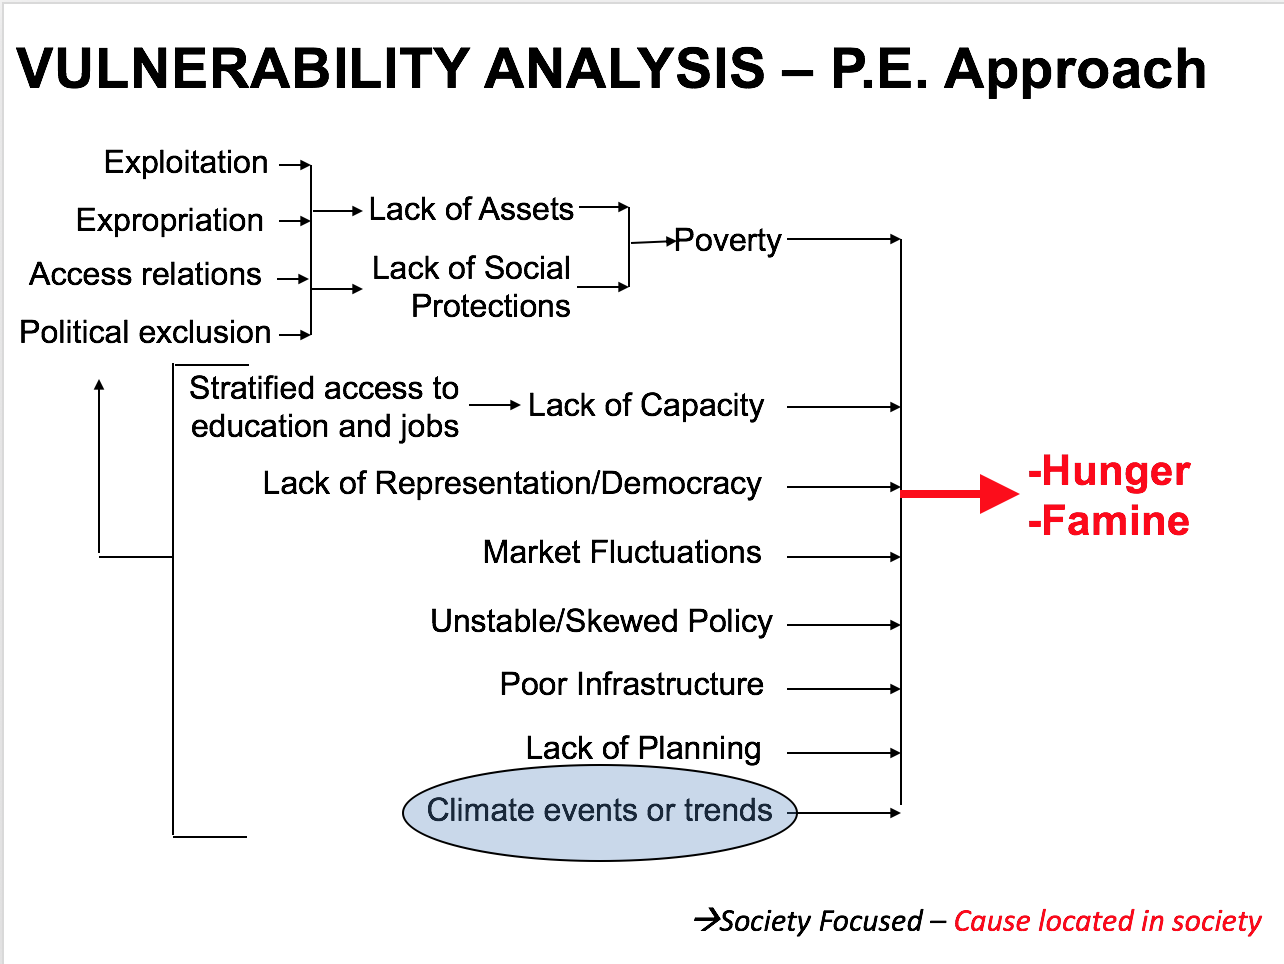 VULNERABILITY ANALYSIS – P.E. Approach
Exploitation
Expropriation
Access relations
Political exclusion
Lack of Assets
Lack of Social
Protections
Poverty
Stratified access to
education and jobs
Lack of Capacity
Lack of Representation/Democracy
Market Fluctuations
Unstable/Skewed Policy
Poor Infrastructure
Lack of Planning
Climate events or trends
-Hunger
-Famine
→Society Focused – Cause located in society